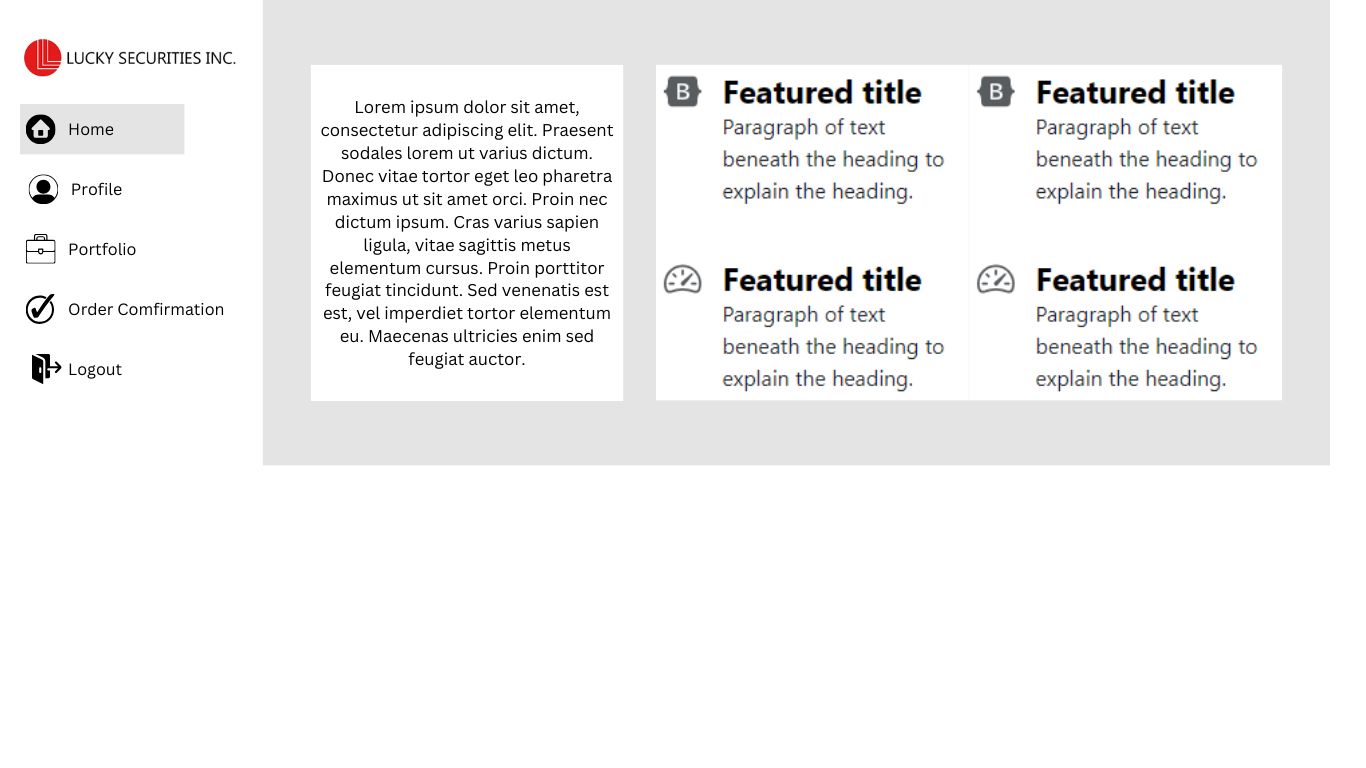 LUCKY SECURITIES INC.
Home
Profile
Portfolio
Order Comfirmation
Logout
Lorem ipsum dolor sit amet,
consectetur adipiscing elit. Praesent
sodales lorem ut varius dictum.
Donec vitae tortor eget leo pharetra
maximus ut sit amet orci. Proin nec
dictum ipsum. Cras varius sapien
ligula, vitae sagittis metus
elementum cursus. Proin porttitor
feugiat tincidunt. Sed venenatis est
est, vel imperdiet tortor elementum
eu. Maecenas ultricies enim sed
feugiat auctor.
B
Featured title
Paragraph of text
beneath the heading to
explain the heading.
B
Featured title
Paragraph of text
beneath the heading to
explain the heading.
Featured title
Paragraph of text
beneath the heading to
explain the heading.
Featured title
Paragraph of text
beneath the heading to
explain the heading.